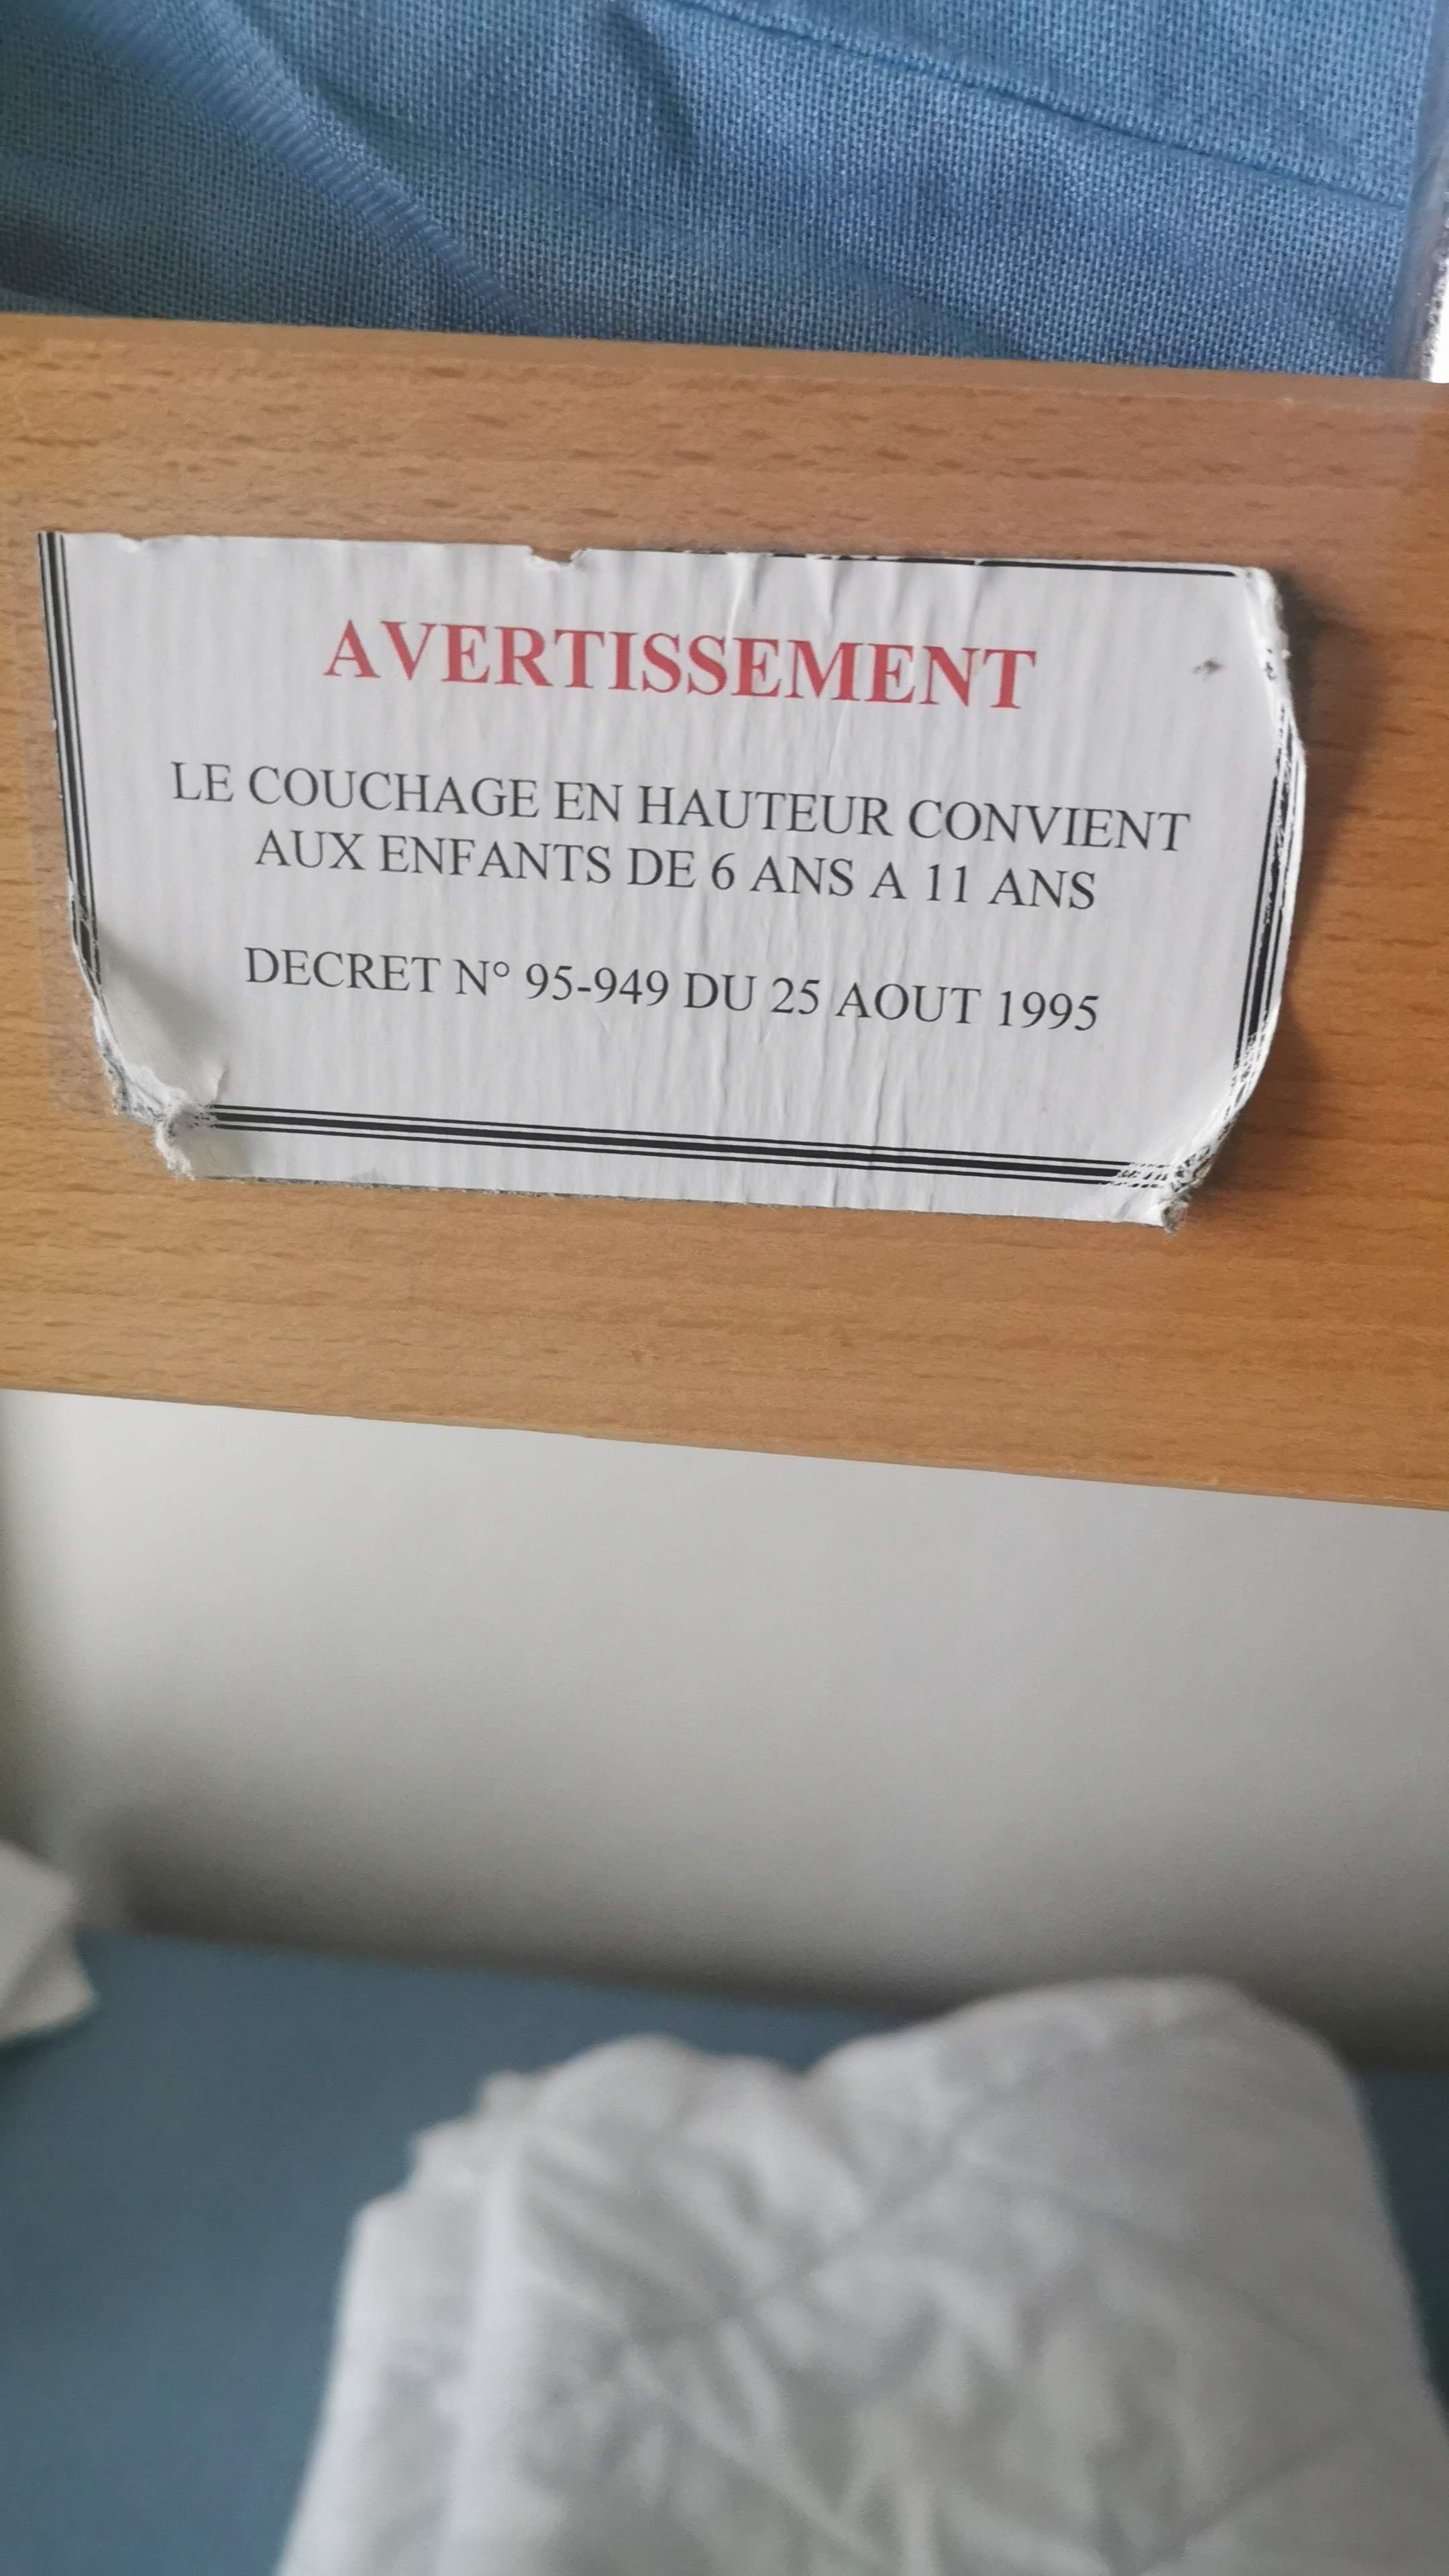 AVERTISSEMENT
LE COUCHAGE EN HAUTEUR CONVIENT
AUX ENFANTS DE 6 ANS A 11 ANS
DECRET N° 95-949 DU 25 AOUT 1995